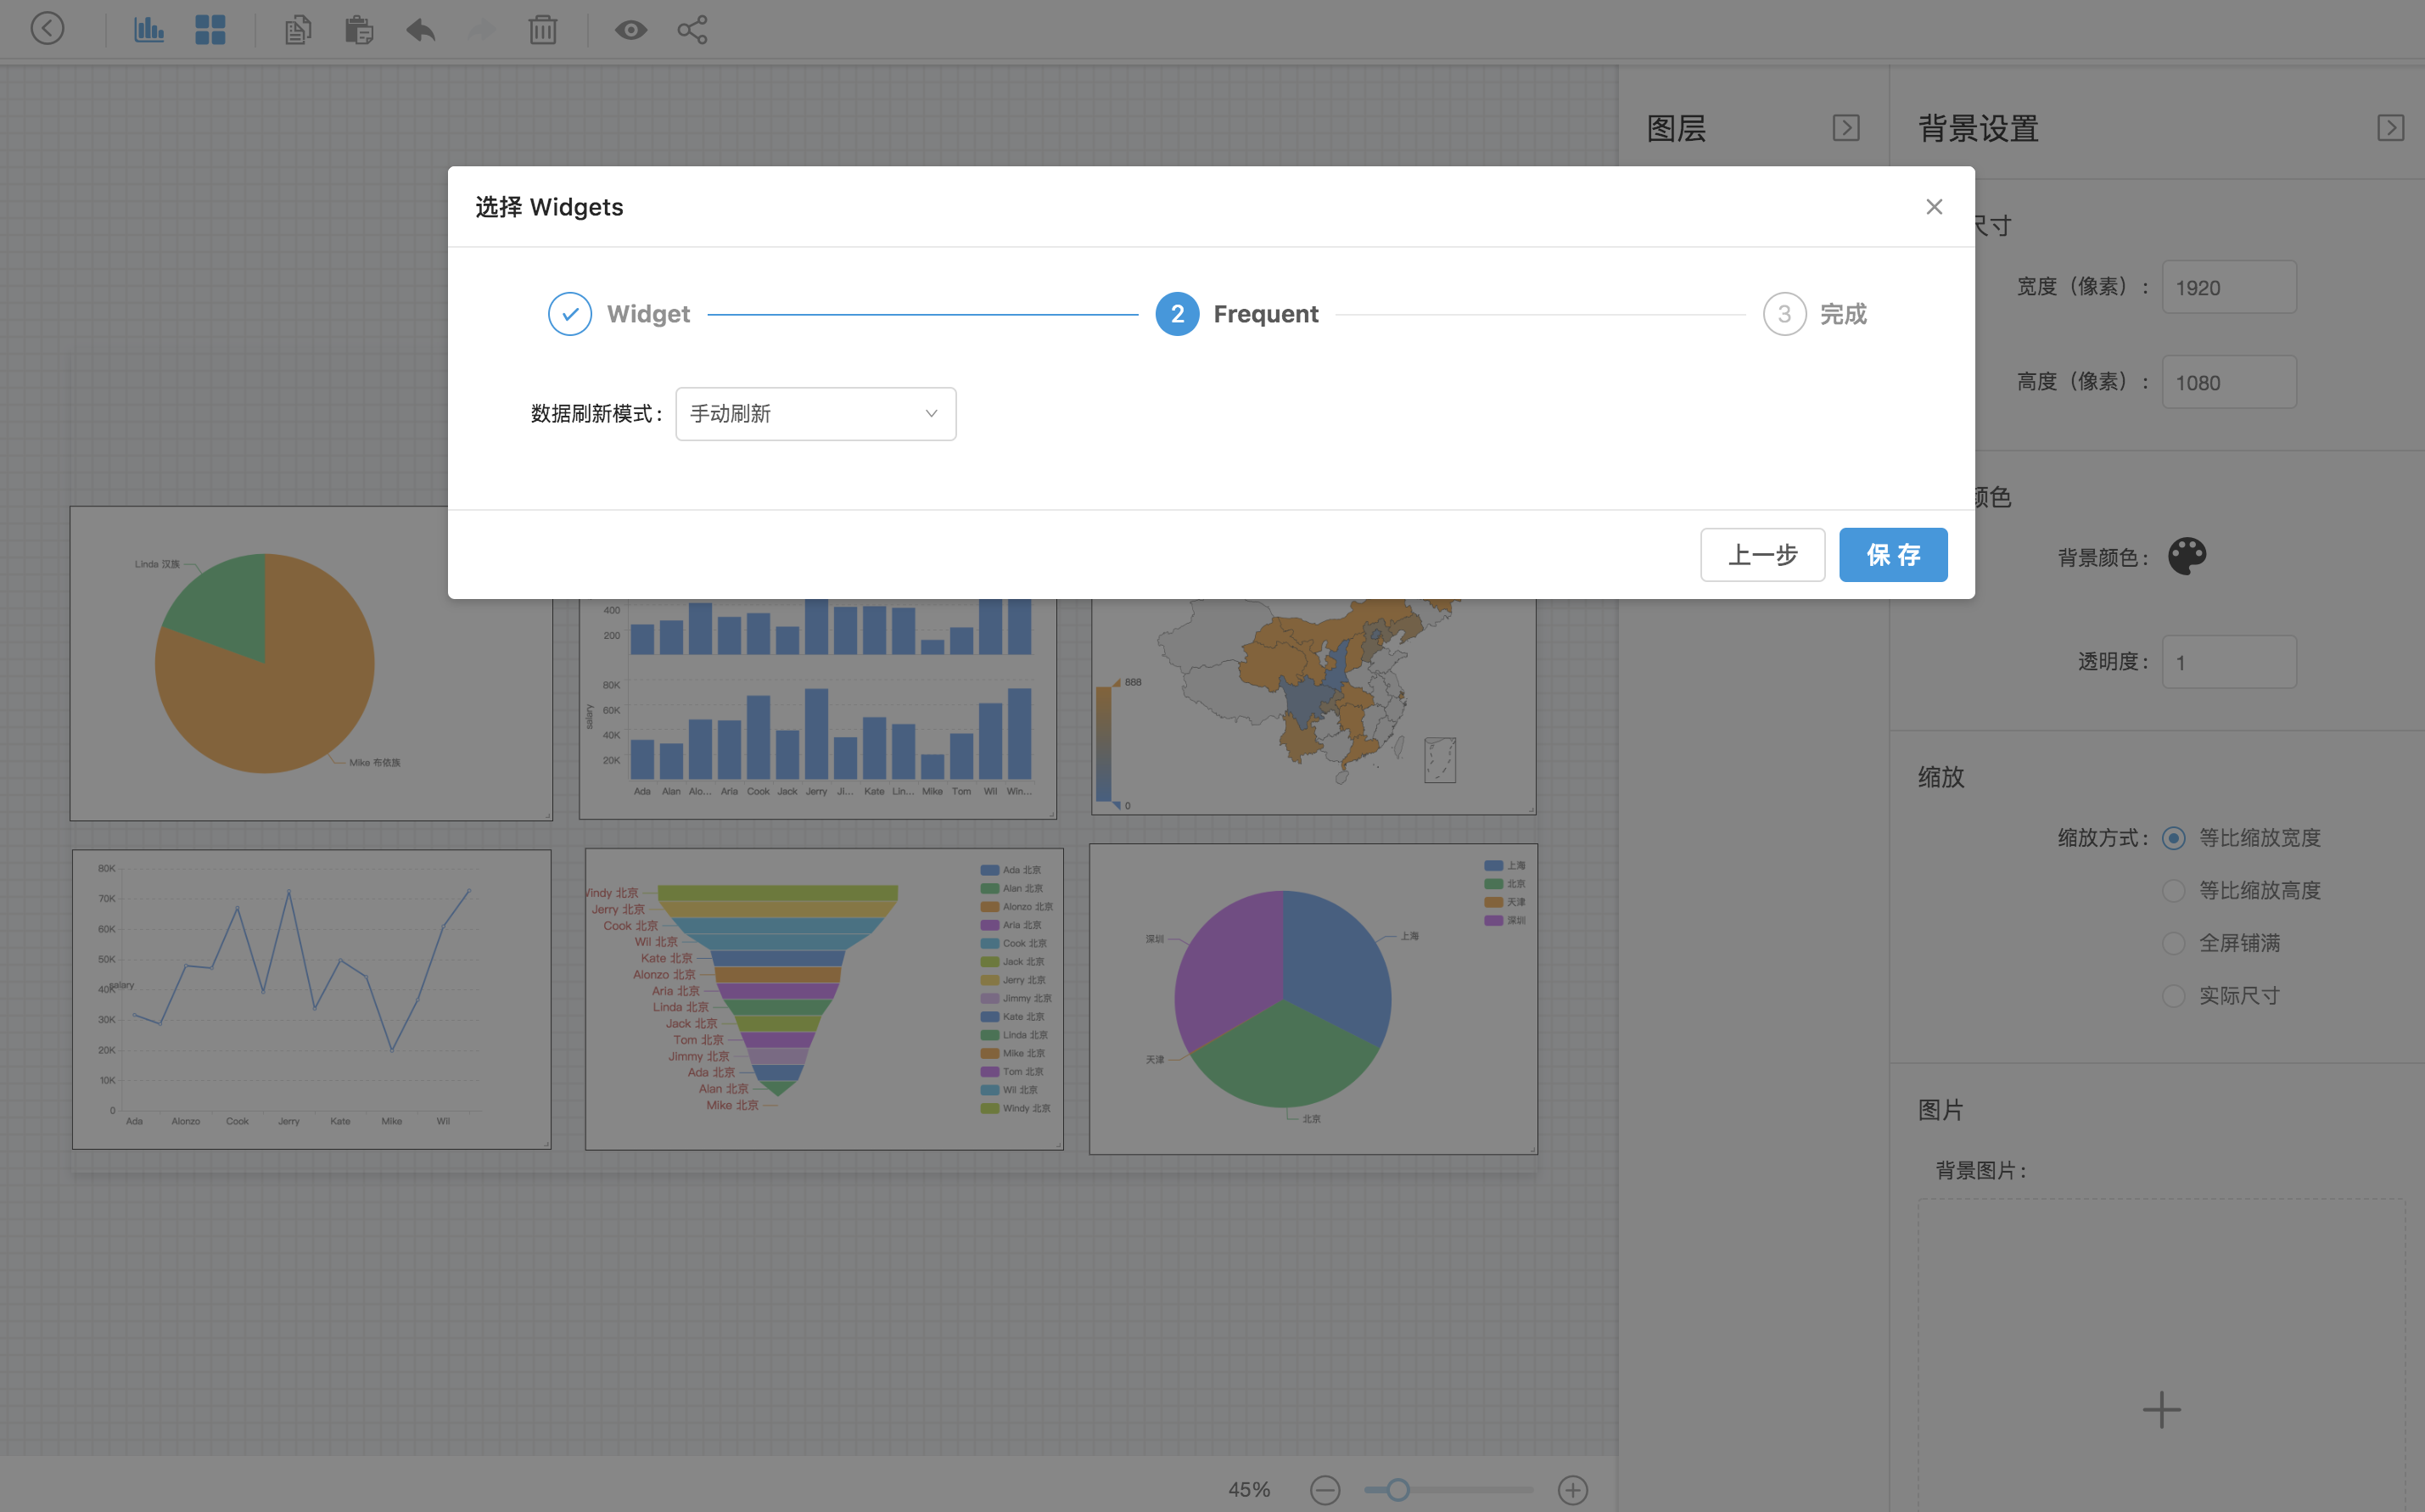 图层
背景设置
选择 Widgets
尺寸
Widget
2
Frequent
3
完成
宽度（像素）：
1920
高度（像素）：
1080
数据刷新模式：
手动刷新
颜色
上一步
保 存
背景颜色：
透明度：
1
缩放
缩放方式：
等比缩放宽度
等比缩放高度
全屏铺满
实际尺寸
图片
背景图片：
Linda 汉族
Mike 布依族
400
200
80K
60K
40K
20K
salary
Ada Alan Alo... Aria Cook Jack Jerry Ji... Kate Lin... Mike Tom Wil Win...
888
0
80K
70K
60K
50K
40K
salary
30K
20K
10K
0
Ada Alonzo Cook Jerry Kate Mike Wil
Windy 北京
Jerry 北京
Cook 北京
Wil 北京
Kate 北京
Alonzo 北京
Aria 北京
Linda 北京
Jack 北京
Tom 北京
Jimmy 北京
Ada 北京
Alan 北京
Mike 北京
Ada 北京
Alan 北京
Alonzo 北京
Aria 北京
Cook 北京
Jack 北京
Jerry 北京
Jimmy 北京
Kate 北京
Linda 北京
Mike 北京
Tom 北京
Wil 北京
Windy 北京
上海
北京
天津
深圳
深圳
上海
天津
北京
45%